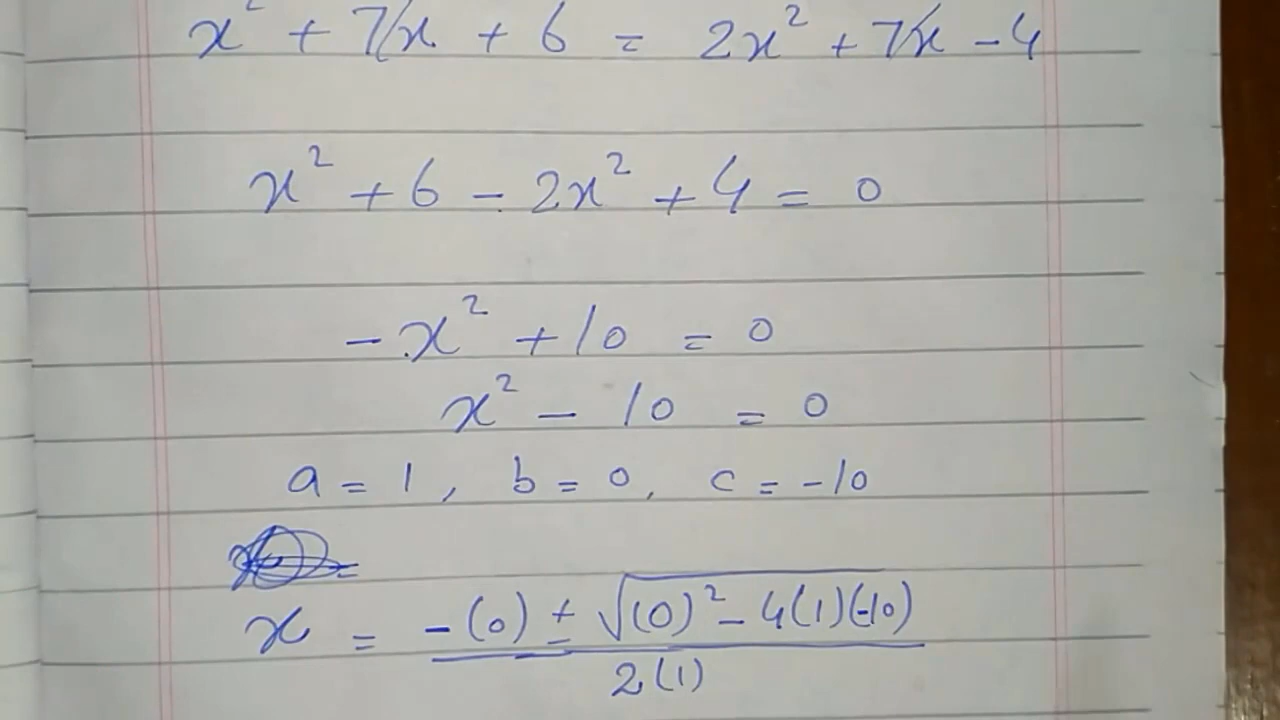 x² + 7x + 6 = 2x² + 7x - 4
x² + 6 - 2x² + 4 = 0
-x² + 10 = 0
x² - 10 = 0
a = 1, b = 0, c = -10
x = -(0) ± √(0)² - 4(1)(-10)
2(1)